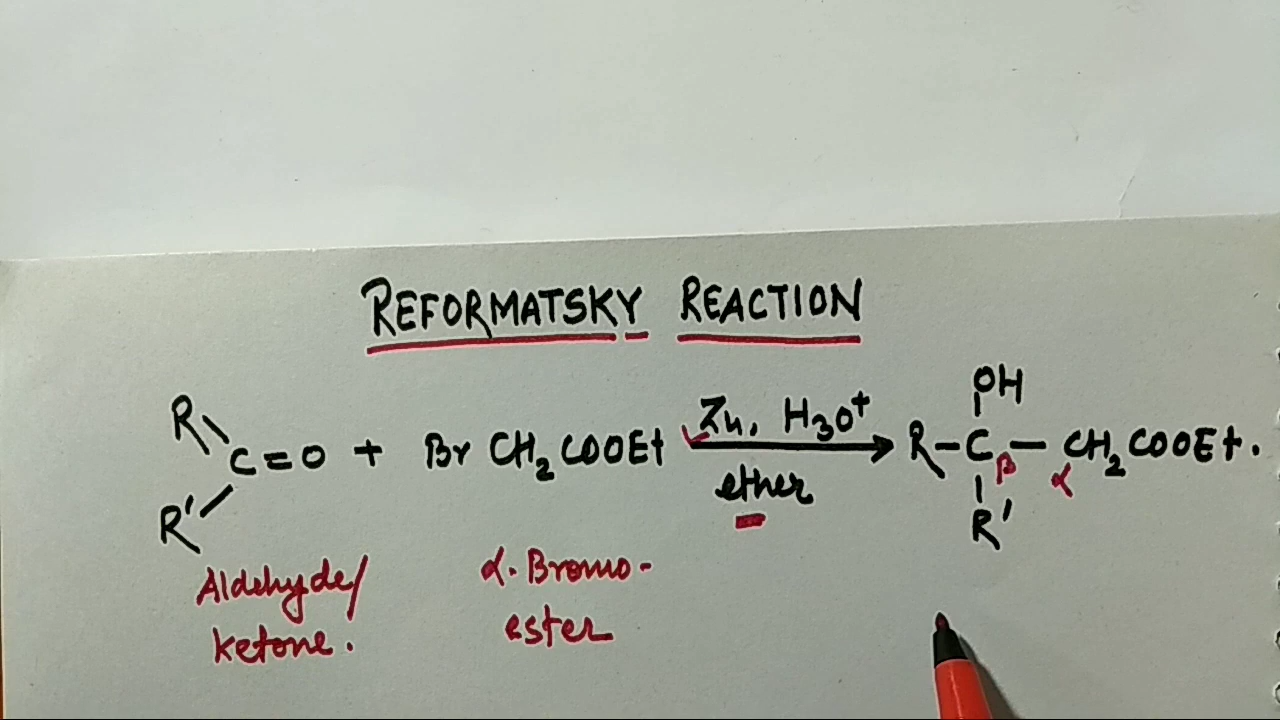 REFORMATSKY REACTION
R
C=O + Br CH₂COOEt
R'
Zn, H₃O⁺
ether
OH
R-C-CH₂COOEt.
β α
R'
Aldehyde/
ketone.
α-Bromo-
ester